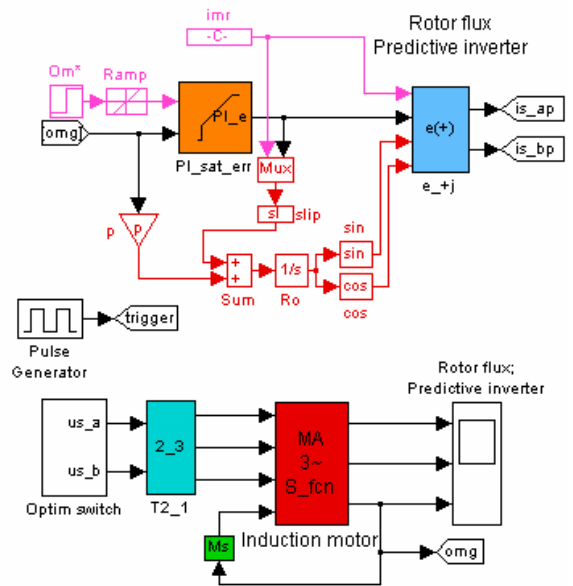 imr
Rotor flux
Predictive inverter
-C-
Om*
Ramp
omg
PI_e
PI_sat_err
e(+)
e_+j
is_ap
is_bp
Mux
sl
slip
p
p
+
+
Sum
1/s
Ro
sin
sin
cos
cos
trigger
Pulse
Generator
Rotor flux;
Predictive inverter
us_a
us_b
Optim switch
2_3
T2_1
MA
3~
S_fcn
Induction motor
Ms
omg